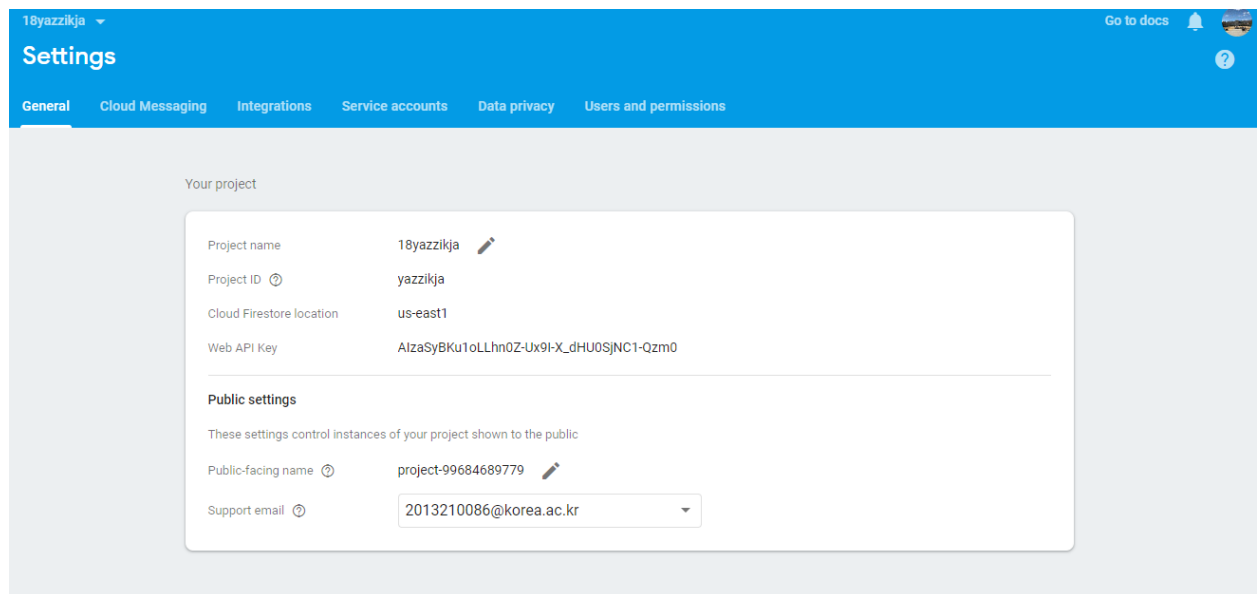 18yazzikja
Go to docs
Settings
General Cloud Messaging Integrations Service accounts Data privacy Users and permissions
Your project
Project name 18yazzikja
Project ID yazzikja
Cloud Firestore location us-east1
Web API Key AIzaSyBKu1oLLhn0Z-Ux9I-X_dHU0SjNC1-Qzm0
Public settings
These settings control instances of your project shown to the public
Public-facing name project-99684689779
Support email 2013210086@korea.ac.kr